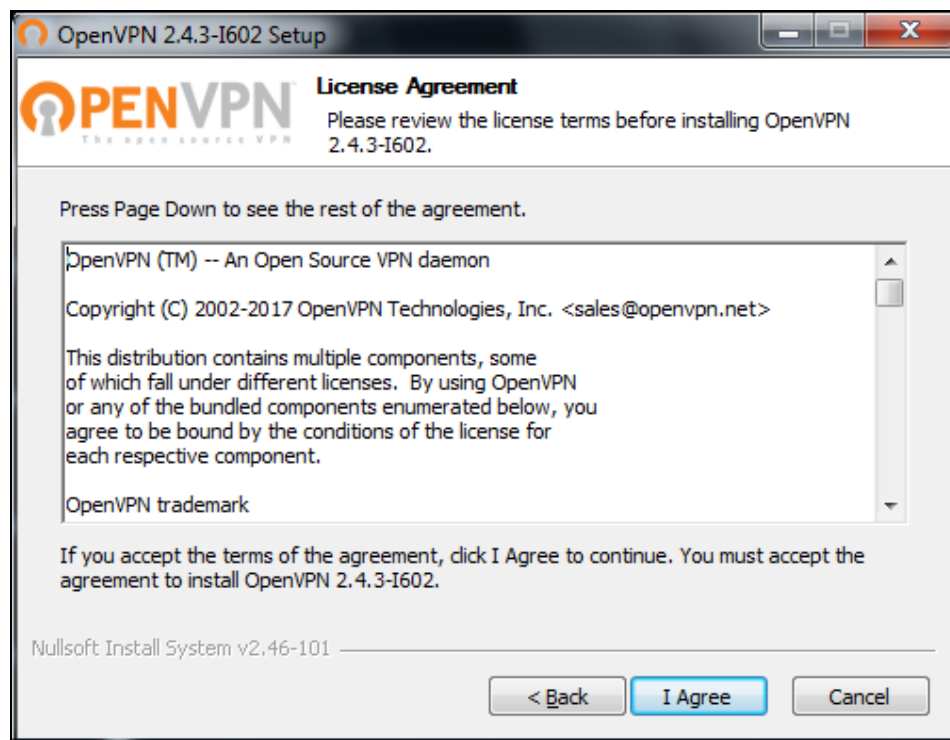 OpenVPN 2.4.3-I602 Setup
OPENVPN
The open source VPN
License Agreement
Please review the license terms before installing OpenVPN
2.4.3-I602.
Press Page Down to see the rest of the agreement.
OpenVPN (TM) -- An Open Source VPN daemon
Copyright (C) 2002-2017 OpenVPN Technologies, Inc. <sales@openvpn.net>
This distribution contains multiple components, some
of which fall under different licenses.  By using OpenVPN
or any of the bundled components enumerated below, you
agree to be bound by the conditions of the license for
each respective component.
OpenVPN trademark
If you accept the terms of the agreement, click I Agree to continue. You must accept the
agreement to install OpenVPN 2.4.3-I602.
Nullsoft Install System v2.46-101
< Back
I Agree
Cancel